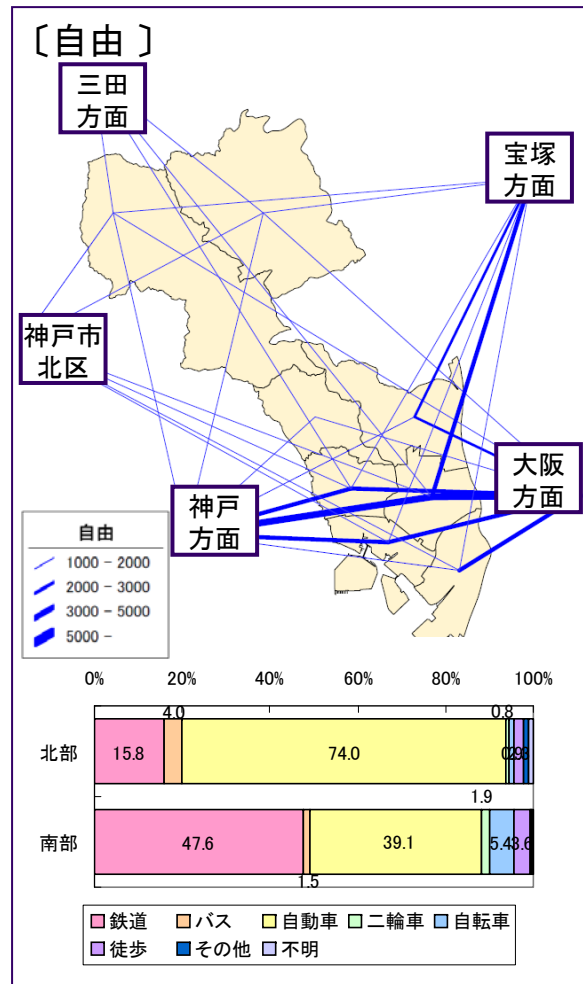 〔自由 〕
三田
方面
宝塚
方面
神戸市
北区
大阪
方面
神戸
方面
自由
1000 - 2000
2000 - 3000
3000 - 5000
5000 -
0% 20% 40% 60% 80% 100%
4.0 0.8
北部 15.8 74.0
1.9
南部 47.6 39.1 5.4 3.6
1.5
鉄道 バス 自動車 二輪車 自転車
徒歩 その他 不明